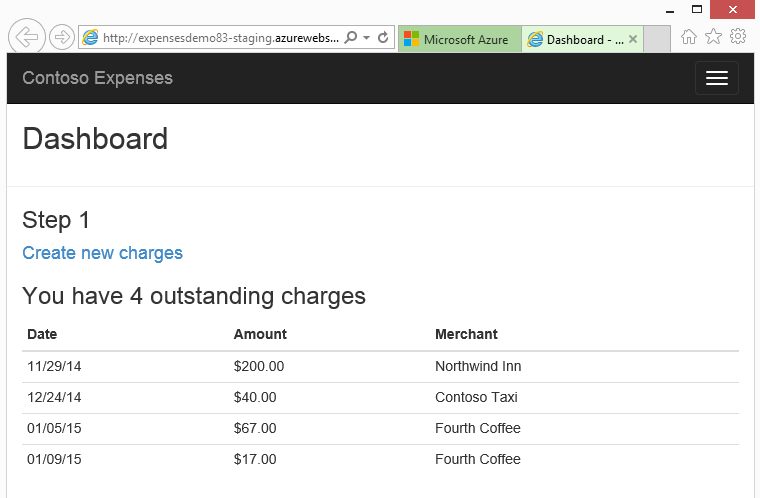 http://expensesdemo83-staging.azurewebs...
Microsoft Azure
Dashboard - ...
Contoso Expenses
Dashboard
Step 1
Create new charges
You have 4 outstanding charges
Date Amount Merchant
11/29/14 $200.00 Northwind Inn
12/24/14 $40.00 Contoso Taxi
01/05/15 $67.00 Fourth Coffee
01/09/15 $17.00 Fourth Coffee